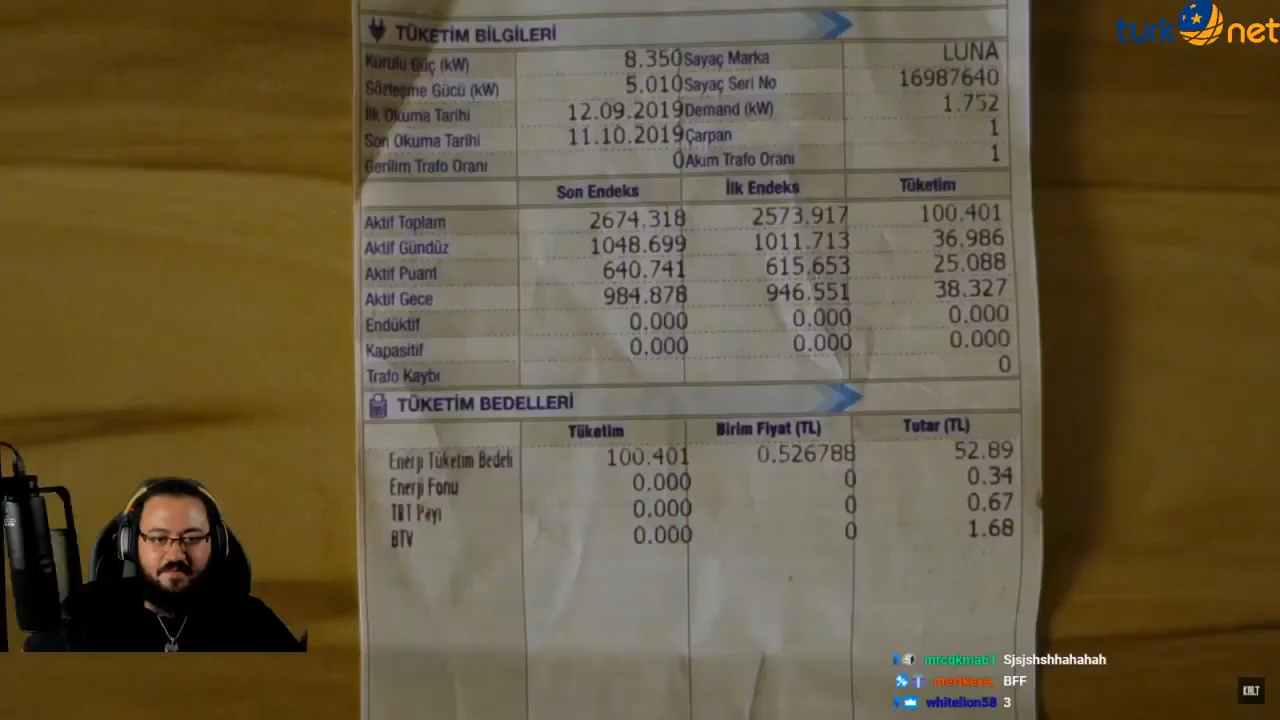 turk net
TÜKETİM BİLGİLERİ
Kurulu Güç (kW) 8.350 Sayaç Marka LUNA
Sözleşme Gücü (kW) 5.010 Sayaç Seri No 16987640
İlk Okuma Tarihi 12.09.2019 Demand (kW) 1.752
Son Okuma Tarihi 11.10.2019 Çarpan 1
Gerilim Trafo Oranı 0 Akım Trafo Oranı 1
Son Endeks İlk Endeks Tüketim
Aktif Toplam 2674.318 2573.917 100.401
Aktif Gündüz 1048.699 1011.713 36.986
Aktif Puant 640.741 615.653 25.088
Aktif Gece 984.878 946.551 38.327
Endüktif 0.000 0.000 0.000
Kapasitif 0.000 0.000 0.000
Trafo Kaybı 0
TÜKETİM BEDELLERİ
Tüketim Birim Fiyat (TL) Tutar (TL)
Enerji Tüketim Bedeli 100.401 0.526788 52.89
Enerji Fonu 0.000 0 0.34
TRT Payı 0.000 0 0.67
BTV 0.000 0 1.68
mrcqkma61 Sjsjshshhahahah
BFF
whitelion58 3
KALT